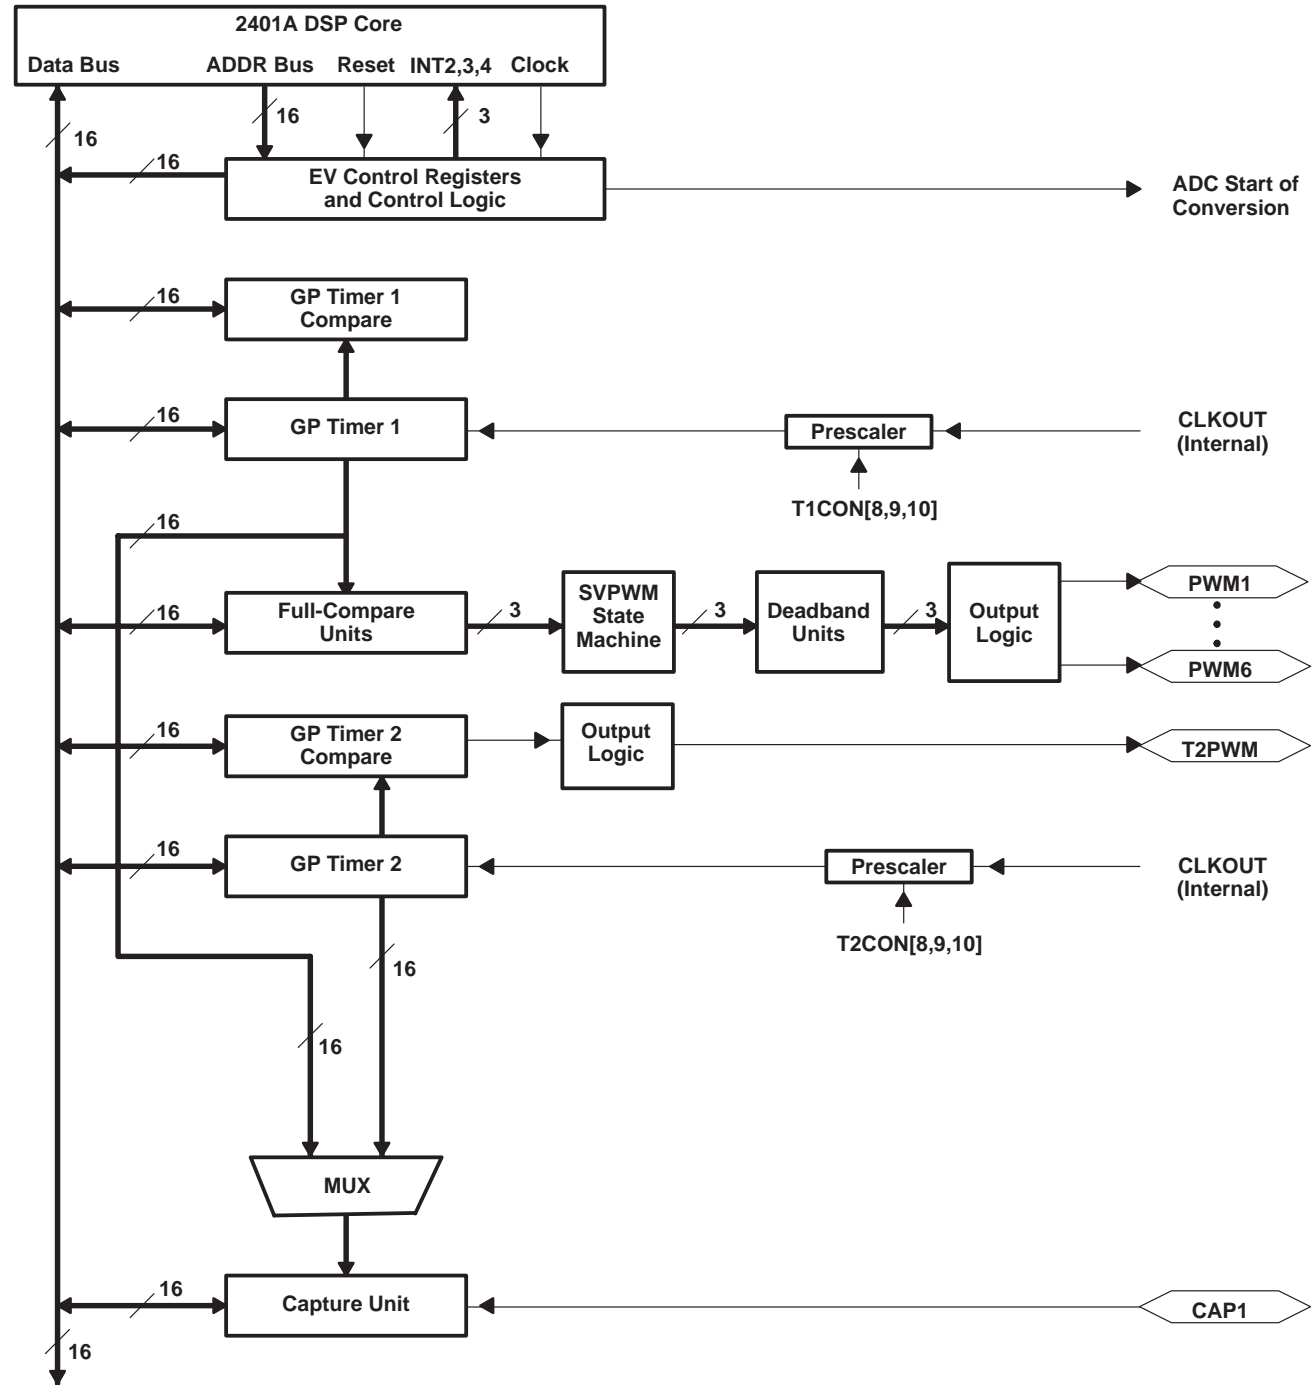 2401A DSP Core
Data Bus ADDR Bus Reset INT2,3,4 Clock
16 3
16
16
EV Control Registers
and Control Logic
ADC Start of
Conversion
16
GP Timer 1
Compare
16
GP Timer 1
Prescaler
CLKOUT
(Internal)
T1CON[8,9,10]
16
16
Full-Compare
Units
3
SVPWM
State
Machine
3
Deadband
Units
3
Output
Logic
PWM1
PWM6
16
GP Timer 2
Compare
Output
Logic
T2PWM
16
GP Timer 2
Prescaler
CLKOUT
(Internal)
T2CON[8,9,10]
16
16
MUX
16
Capture Unit
CAP1
16